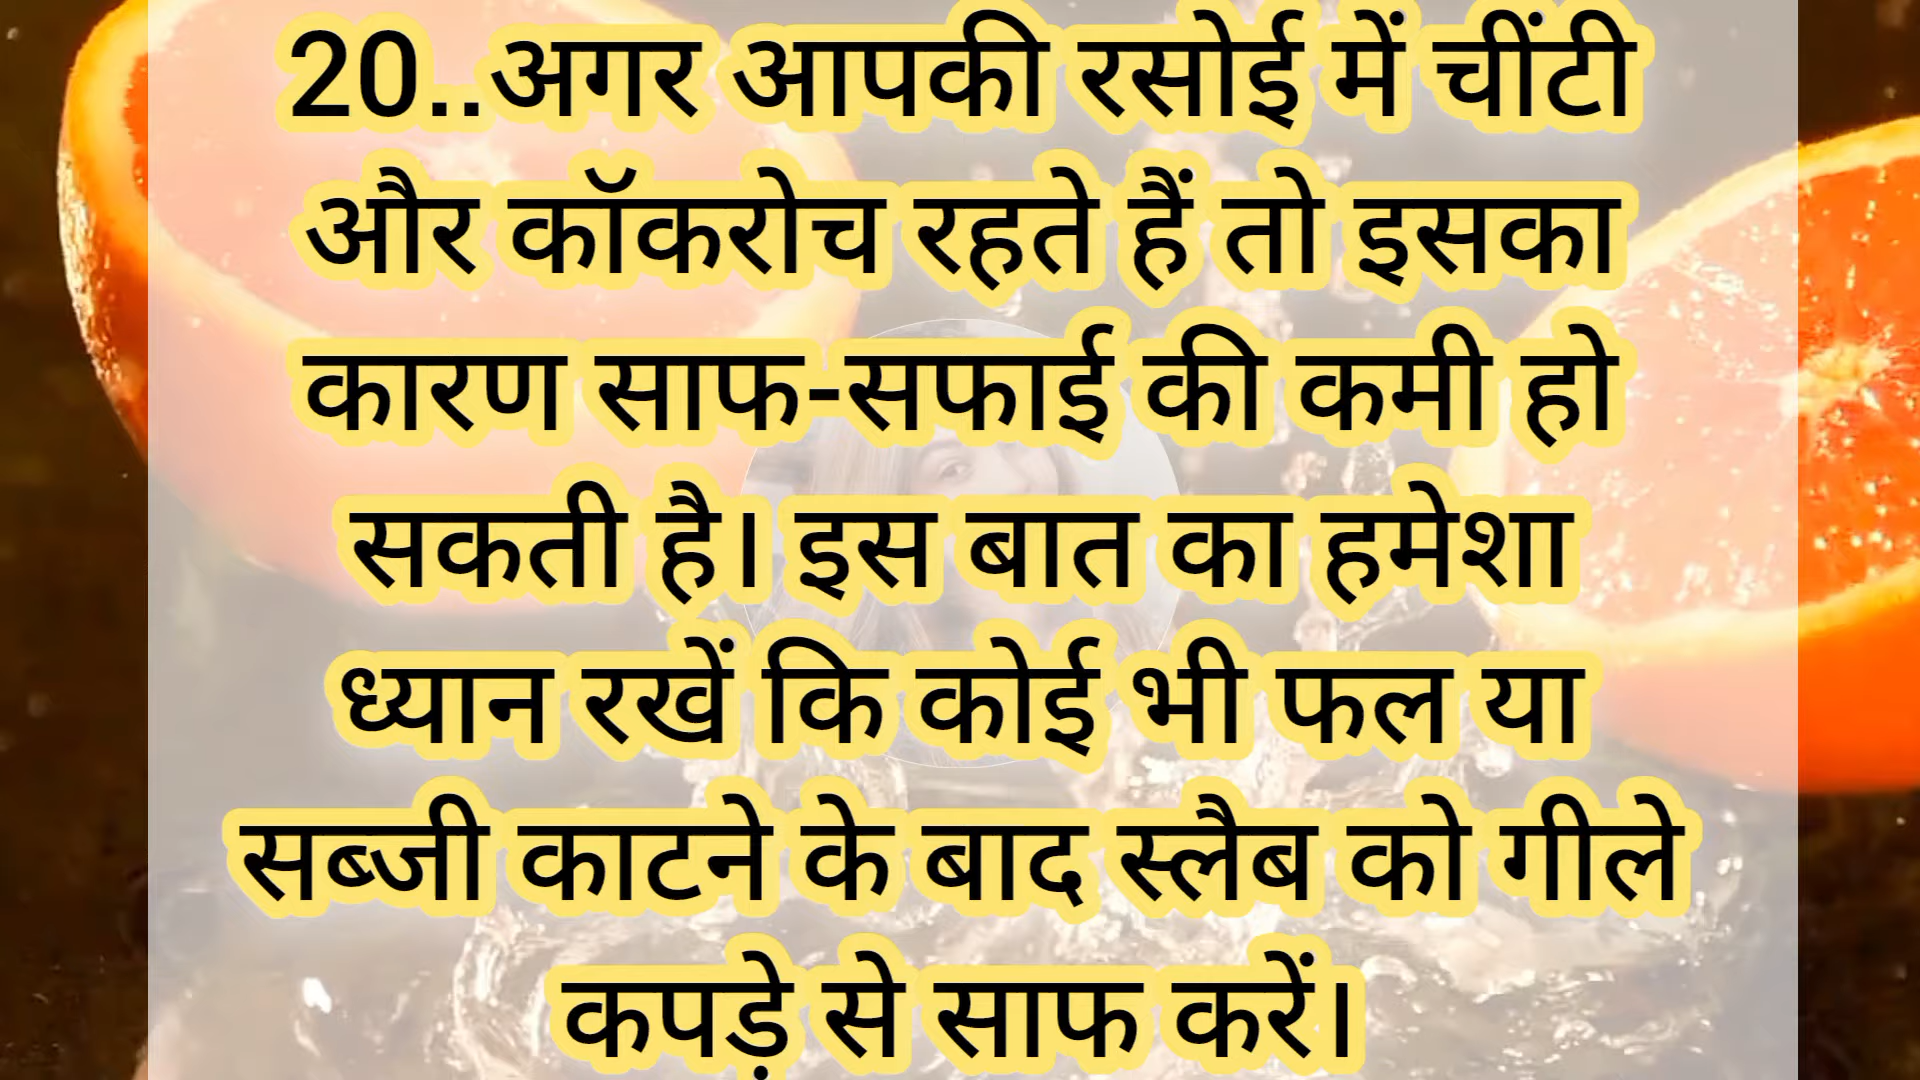 20..अगर आपकी रसोई में चींटी
और कॉकरोच रहते हैं तो इसका
कारण साफ-सफाई की कमी हो
सकती है। इस बात का हमेशा
ध्यान रखें कि कोई भी फल या
सब्जी काटने के बाद स्लैब को गीले
कपड़े से साफ करें।